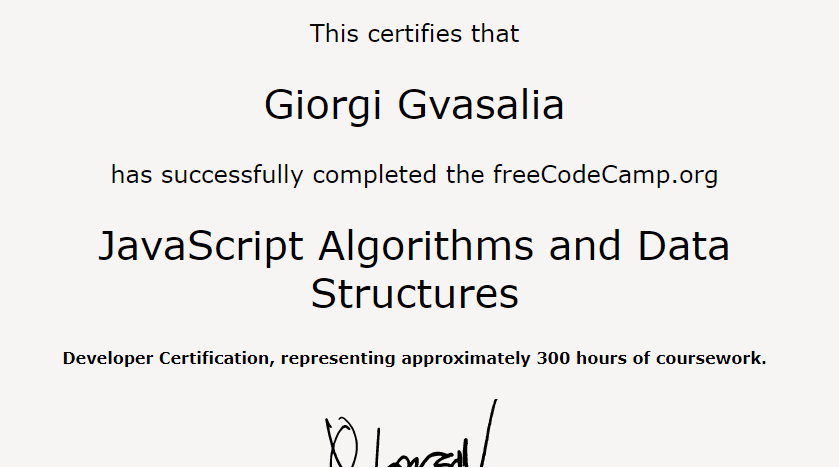 This certifies that
Giorgi Gvasalia
has successfully completed the freeCodeCamp.org
JavaScript Algorithms and Data
Structures
Developer Certification, representing approximately 300 hours of coursework.